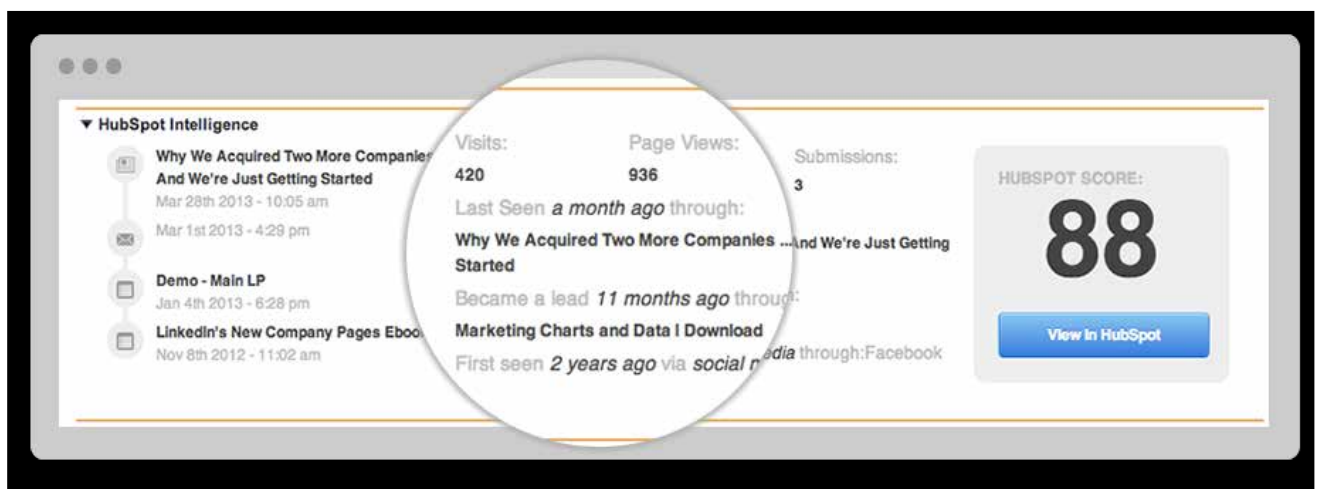 ▼ HubSpot Intelligence
Why We Acquired Two More Companies
And We're Just Getting Started
Mar 28th 2013 - 10:05 am
Mar 1st 2013 - 4:29 pm
Demo - Main LP
Jan 4th 2013 - 6:28 pm
LinkedIn's New Company Pages
Nov 8th 2012 - 11:02 am
Visits: Page Views: Submissions:
420 936 3
Last Seen a month ago through:
Why We Acquired Two More Companies ...And We're Just Getting
Started
Became a lead 11 months ago through:
Marketing Charts and Data | Download
First seen 2 years ago via social through:Facebook
HUBSPOT SCORE:
88
View in HubSpot